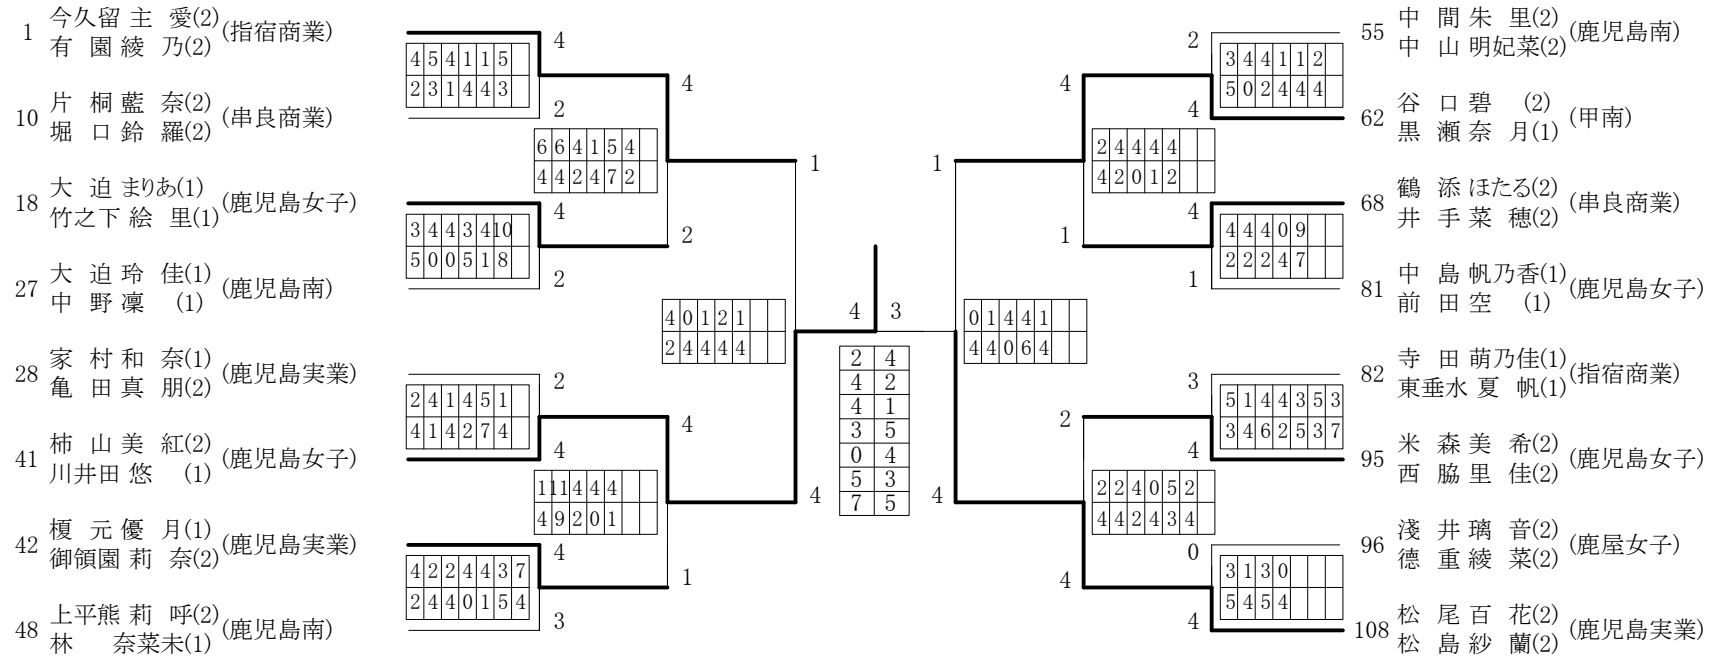 1 今久留 主 愛(2) (指宿商業)
有 園 綾 乃(2)
10 片 桐 藍 奈(2) (串良商業)
堀 口 鈴 羅(2)
18 大 迫 まりあ(1) (鹿児島女子)
竹之下 絵 里(1)
27 大 迫 玲 佳(1) (鹿児島南)
中 野 凜 (1)
28 家 村 和 奈(1) (鹿児島実業)
亀 田 真 朋(2)
41 柿 山 美 紅(2) (鹿児島女子)
川井田 悠 (1)
42 榎 元 優 月(1) (鹿児島実業)
御領園 莉 奈(2)
48 上平熊 莉 呼(2) (鹿児島南)
林 奈菜未(1)
4
4 5 4 1 1 5
2 3 1 4 4 3
2
4
6 6 4 1 5 4
4 4 2 4 7 2
4
3 4 4 3 4 10
5 0 0 5 1 8
2
2
1
4 0 1 2 1
2 4 4 4 4
2
2 4 1 4 5 1
4 1 4 2 7 4
4
4
1 11 4 4 4
4 9 2 0 1
4
4 2 2 4 4 3 7
2 4 4 0 1 5 4
3
1
4
4 3
2 4
4 2
4 1
3 5
0 4
5 3
7 5
1
0 1 4 4 1
4 4 0 6 4
4
4
2 4 4 4 4
4 2 0 1 2
1
2
2 2 4 0 5 2
4 4 2 4 3 4
4
2
3 4 4 1 1 2
5 0 2 4 4 4
4
4
4 4 4 0 9
2 2 2 4 7
1
3
5 1 4 4 3 5 3
3 4 6 2 5 3 7
4
0
3 1 3 0
5 4 5 4
4
55 中 間 朱 里(2) (鹿児島南)
中 山 明妃菜(2)
62 谷 口 碧 (2) (甲南)
黒 瀬 奈 月(1)
68 鶴 添 ほたる(2) (串良商業)
井 手 菜 穂(2)
81 中 島 帆乃香(1) (鹿児島女子)
前 田 空 (1)
82 寺 田 萌乃佳(1) (指宿商業)
東垂水 夏 帆(1)
95 米 森 美 希(2) (鹿児島女子)
西 脇 里 佳(2)
96 淺 井 璃 音(2) (鹿屋女子)
德 重 綾 菜(2)
108 松 尾 百 花(2) (鹿児島実業)
松 島 紗 蘭(2)